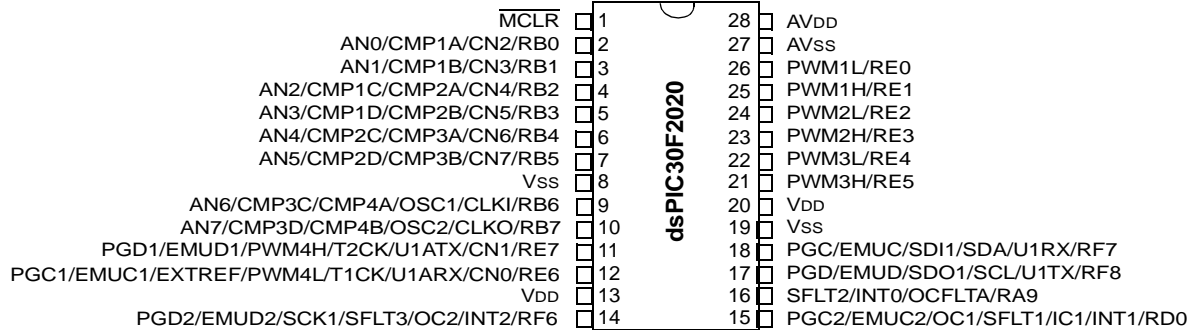 MCLR 1 28 AVDD
AN0/CMP1A/CN2/RB0 2 27 AVSS
AN1/CMP1B/CN3/RB1 3 26 PWM1L/RE0
AN2/CMP1C/CMP2A/CN4/RB2 4 25 PWM1H/RE1
AN3/CMP1D/CMP2B/CN5/RB3 5 24 PWM2L/RE2
AN4/CMP2C/CMP3A/CN6/RB4 6 23 PWM2H/RE3
AN5/CMP2D/CMP3B/CN7/RB5 7 22 PWM3L/RE4
VSS 8 21 PWM3H/RE5
AN6/CMP3C/CMP4A/OSC1/CLKI/RB6 9 20 VDD
AN7/CMP3D/CMP4B/OSC2/CLKO/RB7 10 19 VSS
PGD1/EMUD1/PWM4H/T2CK/U1ATX/CN1/RE7 11 18 PGC/EMUC/SDI1/SDA/U1RX/RF7
PGC1/EMUC1/EXTREF/PWM4L/T1CK/U1ARX/CN0/RE6 12 17 PGD/EMUD/SDO1/SCL/U1TX/RF8
VDD 13 16 SFLT2/INT0/OCFLTA/RA9
PGD2/EMUD2/SCK1/SFLT3/OC2/INT2/RF6 14 15 PGC2/EMUC2/OC1/SFLT1/IC1/INT1/RD0
dsPIC30F2020